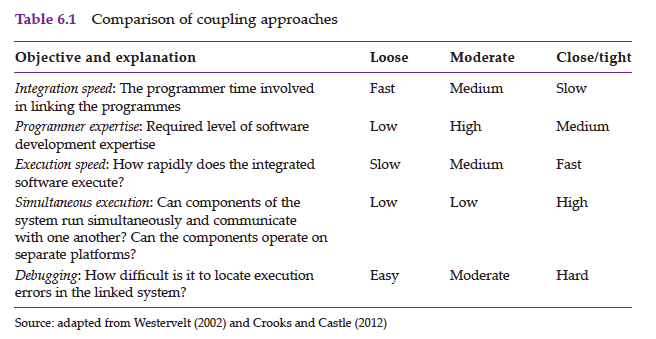 Table 6.1 Comparison of coupling approaches
Objective and explanation Loose Moderate Close/tight
Integration speed: The programmer time involved Fast Medium Slow
in linking the programmes
Programmer expertise: Required level of software Low High Medium
development expertise
Execution speed: How rapidly does the integrated Slow Medium Fast
software execute?
Simultaneous execution: Can components of the Low Low High
system run simultaneously and communicate
with one another? Can the components operate on
separate platforms?
Debugging: How difficult is it to locate execution Easy Moderate Hard
errors in the linked system?
Source: adapted from Westervelt (2002) and Crooks and Castle (2012)